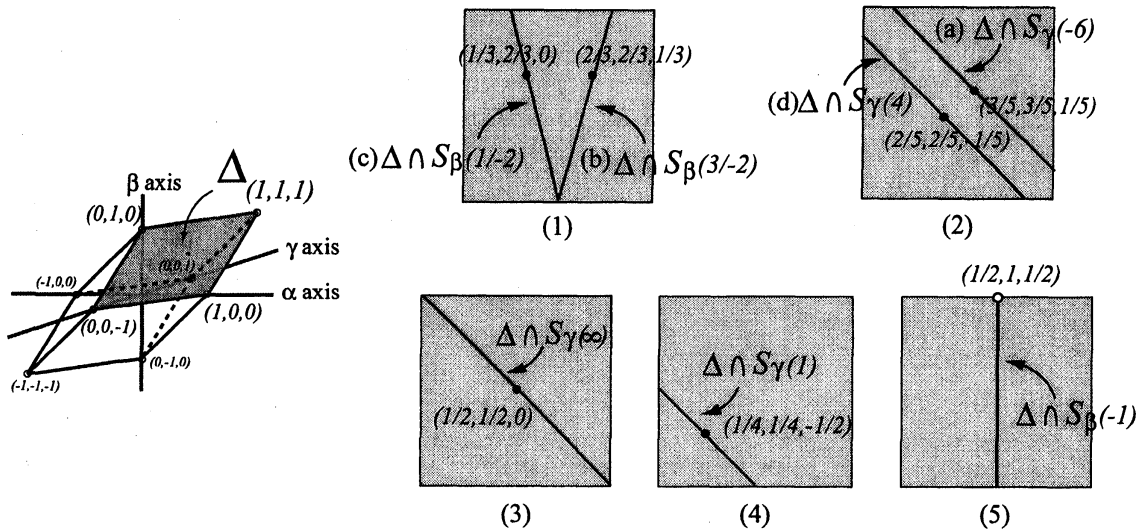 β axis
Δ
(1,1,1)
(0,1,0)
γ axis
(-1,0,0)
(0,0,1)
α axis
(0,0,-1)
(1,0,0)
(0,-1,0)
(-1,-1,-1)
(1/3,2/3,0)
(2/3,2/3,1/3)
(c) Δ ∩ Sβ(1/-2)
(b) Δ ∩ Sβ(3/-2)
(1)
(a) Δ ∩ Sγ(-6)
(d) Δ ∩ Sγ(4)
(3/5,3/5,1/5)
(2/5,2/5,-1/5)
(2)
Δ ∩ Sγ(∞)
(1/2,1/2,0)
(3)
Δ ∩ Sγ(1)
(1/4,1/4,-1/2)
(4)
(1/2,1,1/2)
Δ ∩ Sβ(-1)
(5)